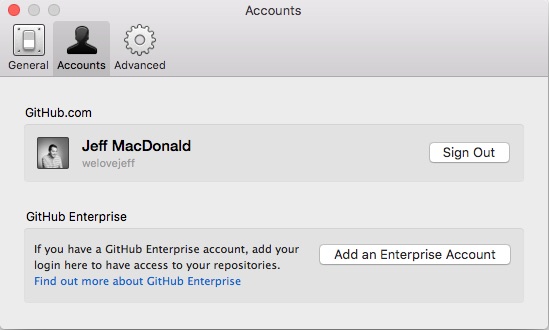 Accounts
General Accounts Advanced
GitHub.com
Jeff MacDonald
welovejeff
Sign Out
GitHub Enterprise
If you have a GitHub Enterprise account, add your
login here to have access to your repositories.
Find out more about GitHub Enterprise
Add an Enterprise Account